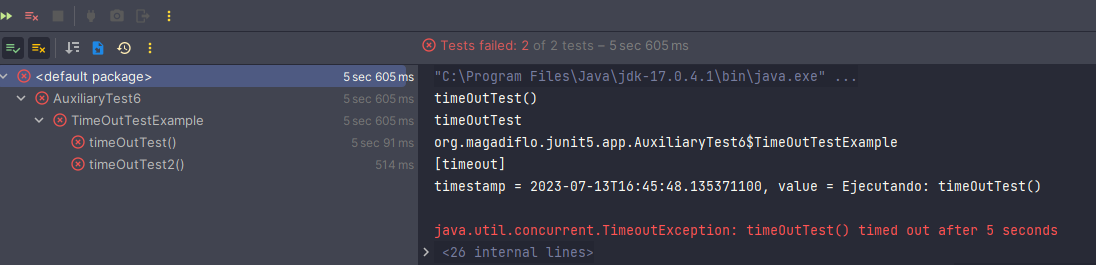 Tests failed: 2 of 2 tests – 5 sec 605 ms
<default package> 5 sec 605 ms
AuxiliaryTest6 5 sec 605 ms
TimeOutTestExample 5 sec 605 ms
timeOutTest() 5 sec 91 ms
timeOutTest2() 514 ms
"C:\Program Files\Java\jdk-17.0.4.1\bin\java.exe" ...
timeOutTest()
timeOutTest
org.magadiflo.junit5.app.AuxiliaryTest6$TimeOutTestExample
[timeout]
timestamp = 2023-07-13T16:45:48.135371100, value = Ejecutando: timeOutTest()
java.util.concurrent.TimeoutException: timeOutTest() timed out after 5 seconds
<26 internal lines>